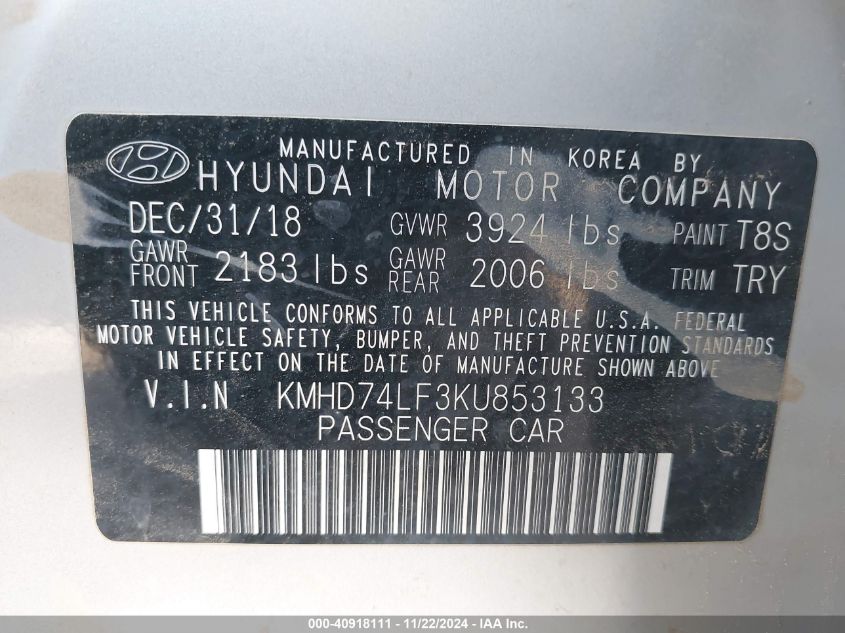 MANUFACTURED IN KOREA BY
HYUNDAI MOTOR COMPANY
DEC/31/18 GVWR 3924 lbs PAINT T8S
GAWR FRONT 2183 lbs GAWR REAR 2006 lbs TRIM TRY
THIS VEHICLE CONFORMS TO ALL APPLICABLE U.S.A. FEDERAL
MOTOR VEHICLE SAFETY, BUMPER, AND THEFT PREVENTION STANDARDS
IN EFFECT ON THE DATE OF MANUFACTURE SHOWN ABOVE
V.I.N KMHD74LF3KU853133
PASSENGER CAR
000-40918111 - 11/22/2024 - IAA Inc.